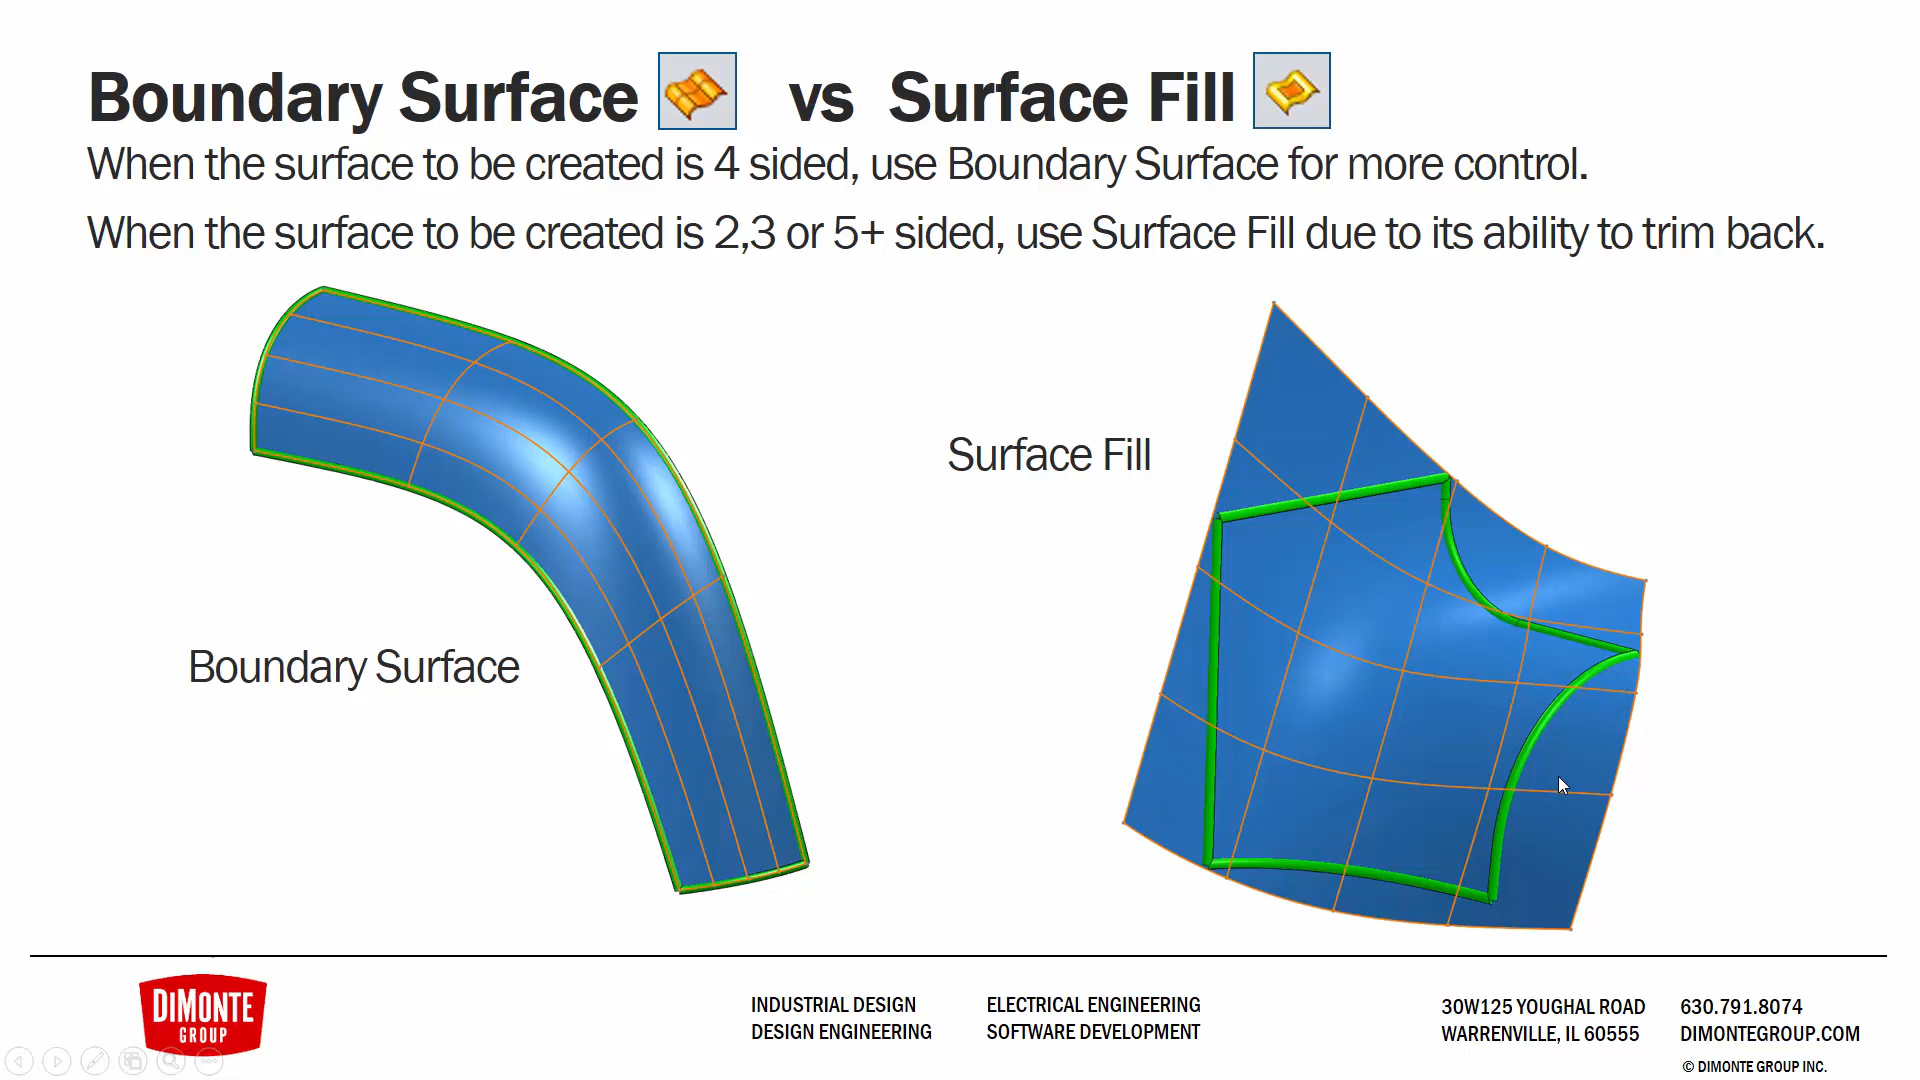 Boundary Surface vs Surface Fill
When the surface to be created is 4 sided, use Boundary Surface for more control.
When the surface to be created is 2,3 or 5+ sided, use Surface Fill due to its ability to trim back.
Surface Fill
Boundary Surface
DIMONTE
GROUP
INDUSTRIAL DESIGN
DESIGN ENGINEERING
ELECTRICAL ENGINEERING
SOFTWARE DEVELOPMENT
30W125 YOUGHAL ROAD
WARRENVILLE, IL 60555
630.791.8074
DIMONTEGROUP.COM
© DIMONTE GROUP INC.